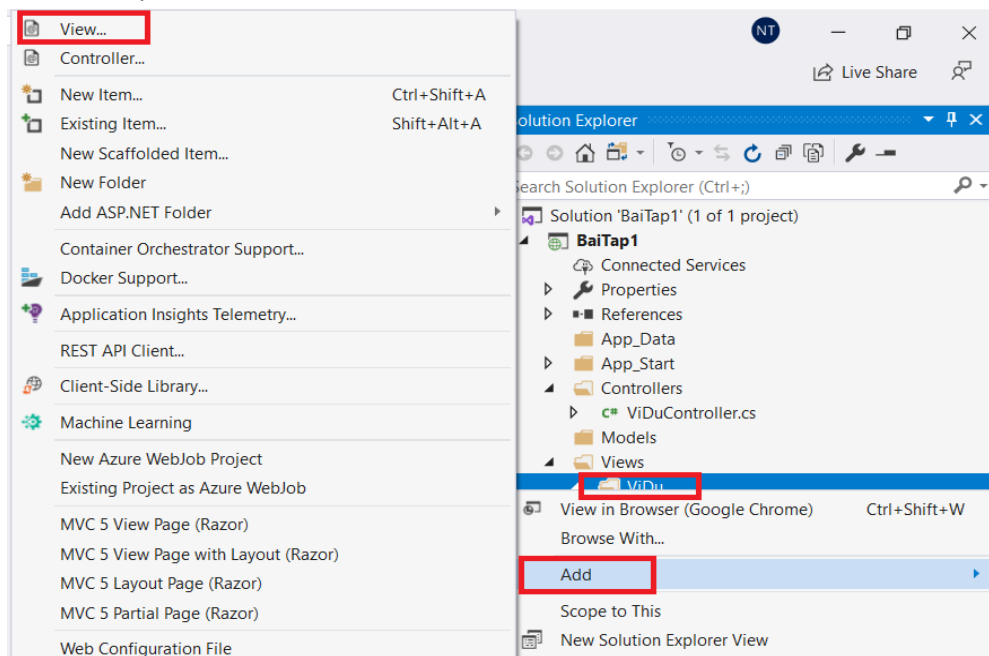 View...
Controller...
New Item... Ctrl+Shift+A
Existing Item... Shift+Alt+A
New Scaffolded Item...
New Folder
Add ASP.NET Folder
Container Orchestrator Support...
Docker Support...
Application Insights Telemetry...
REST API Client...
Client-Side Library...
Machine Learning
New Azure WebJob Project
Existing Project as Azure WebJob
MVC 5 View Page (Razor)
MVC 5 View Page with Layout (Razor)
MVC 5 Layout Page (Razor)
MVC 5 Partial Page (Razor)
Web Configuration File
NT
Live Share
olution Explorer
Search Solution Explorer (Ctrl+;)
Solution 'BaiTap1' (1 of 1 project)
BaiTap1
Connected Services
Properties
References
App_Data
App_Start
Controllers
C# ViDuController.cs
Models
Views
ViDu
View in Browser (Google Chrome) Ctrl+Shift+W
Browse With...
Add
Scope to This
New Solution Explorer View